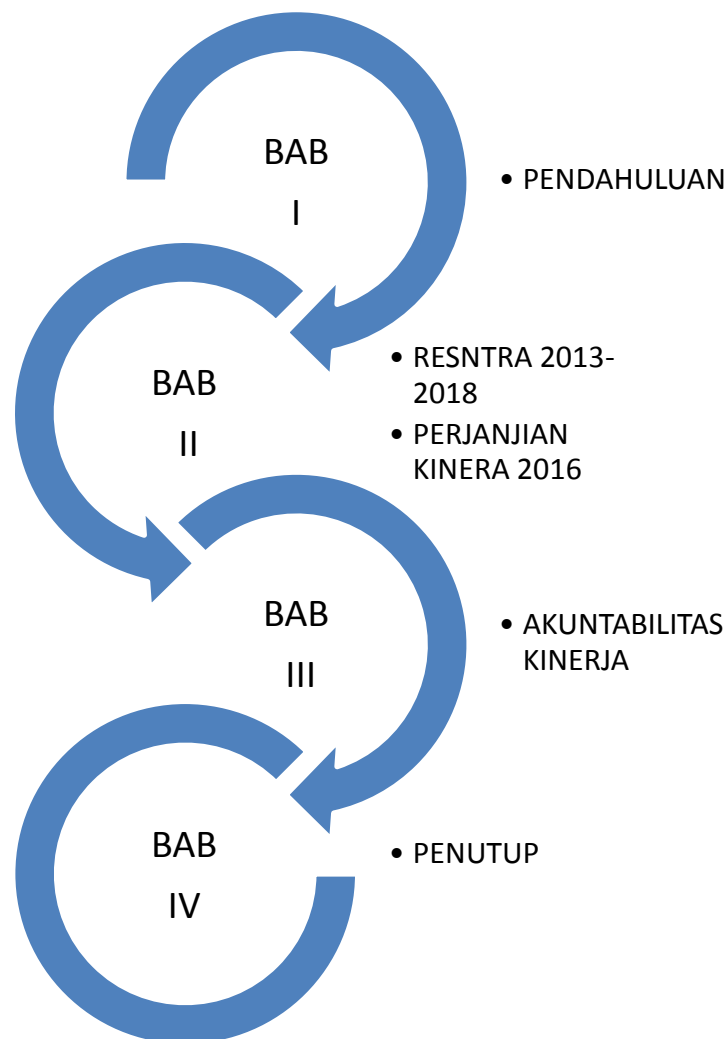 BAB
I
• PENDAHULUAN
BAB
II
• RESNTRA 2013-
2018
• PERJANJIAN
KINERA 2016
BAB
III
• AKUNTABILITAS
KINERJA
BAB
IV
• PENUTUP